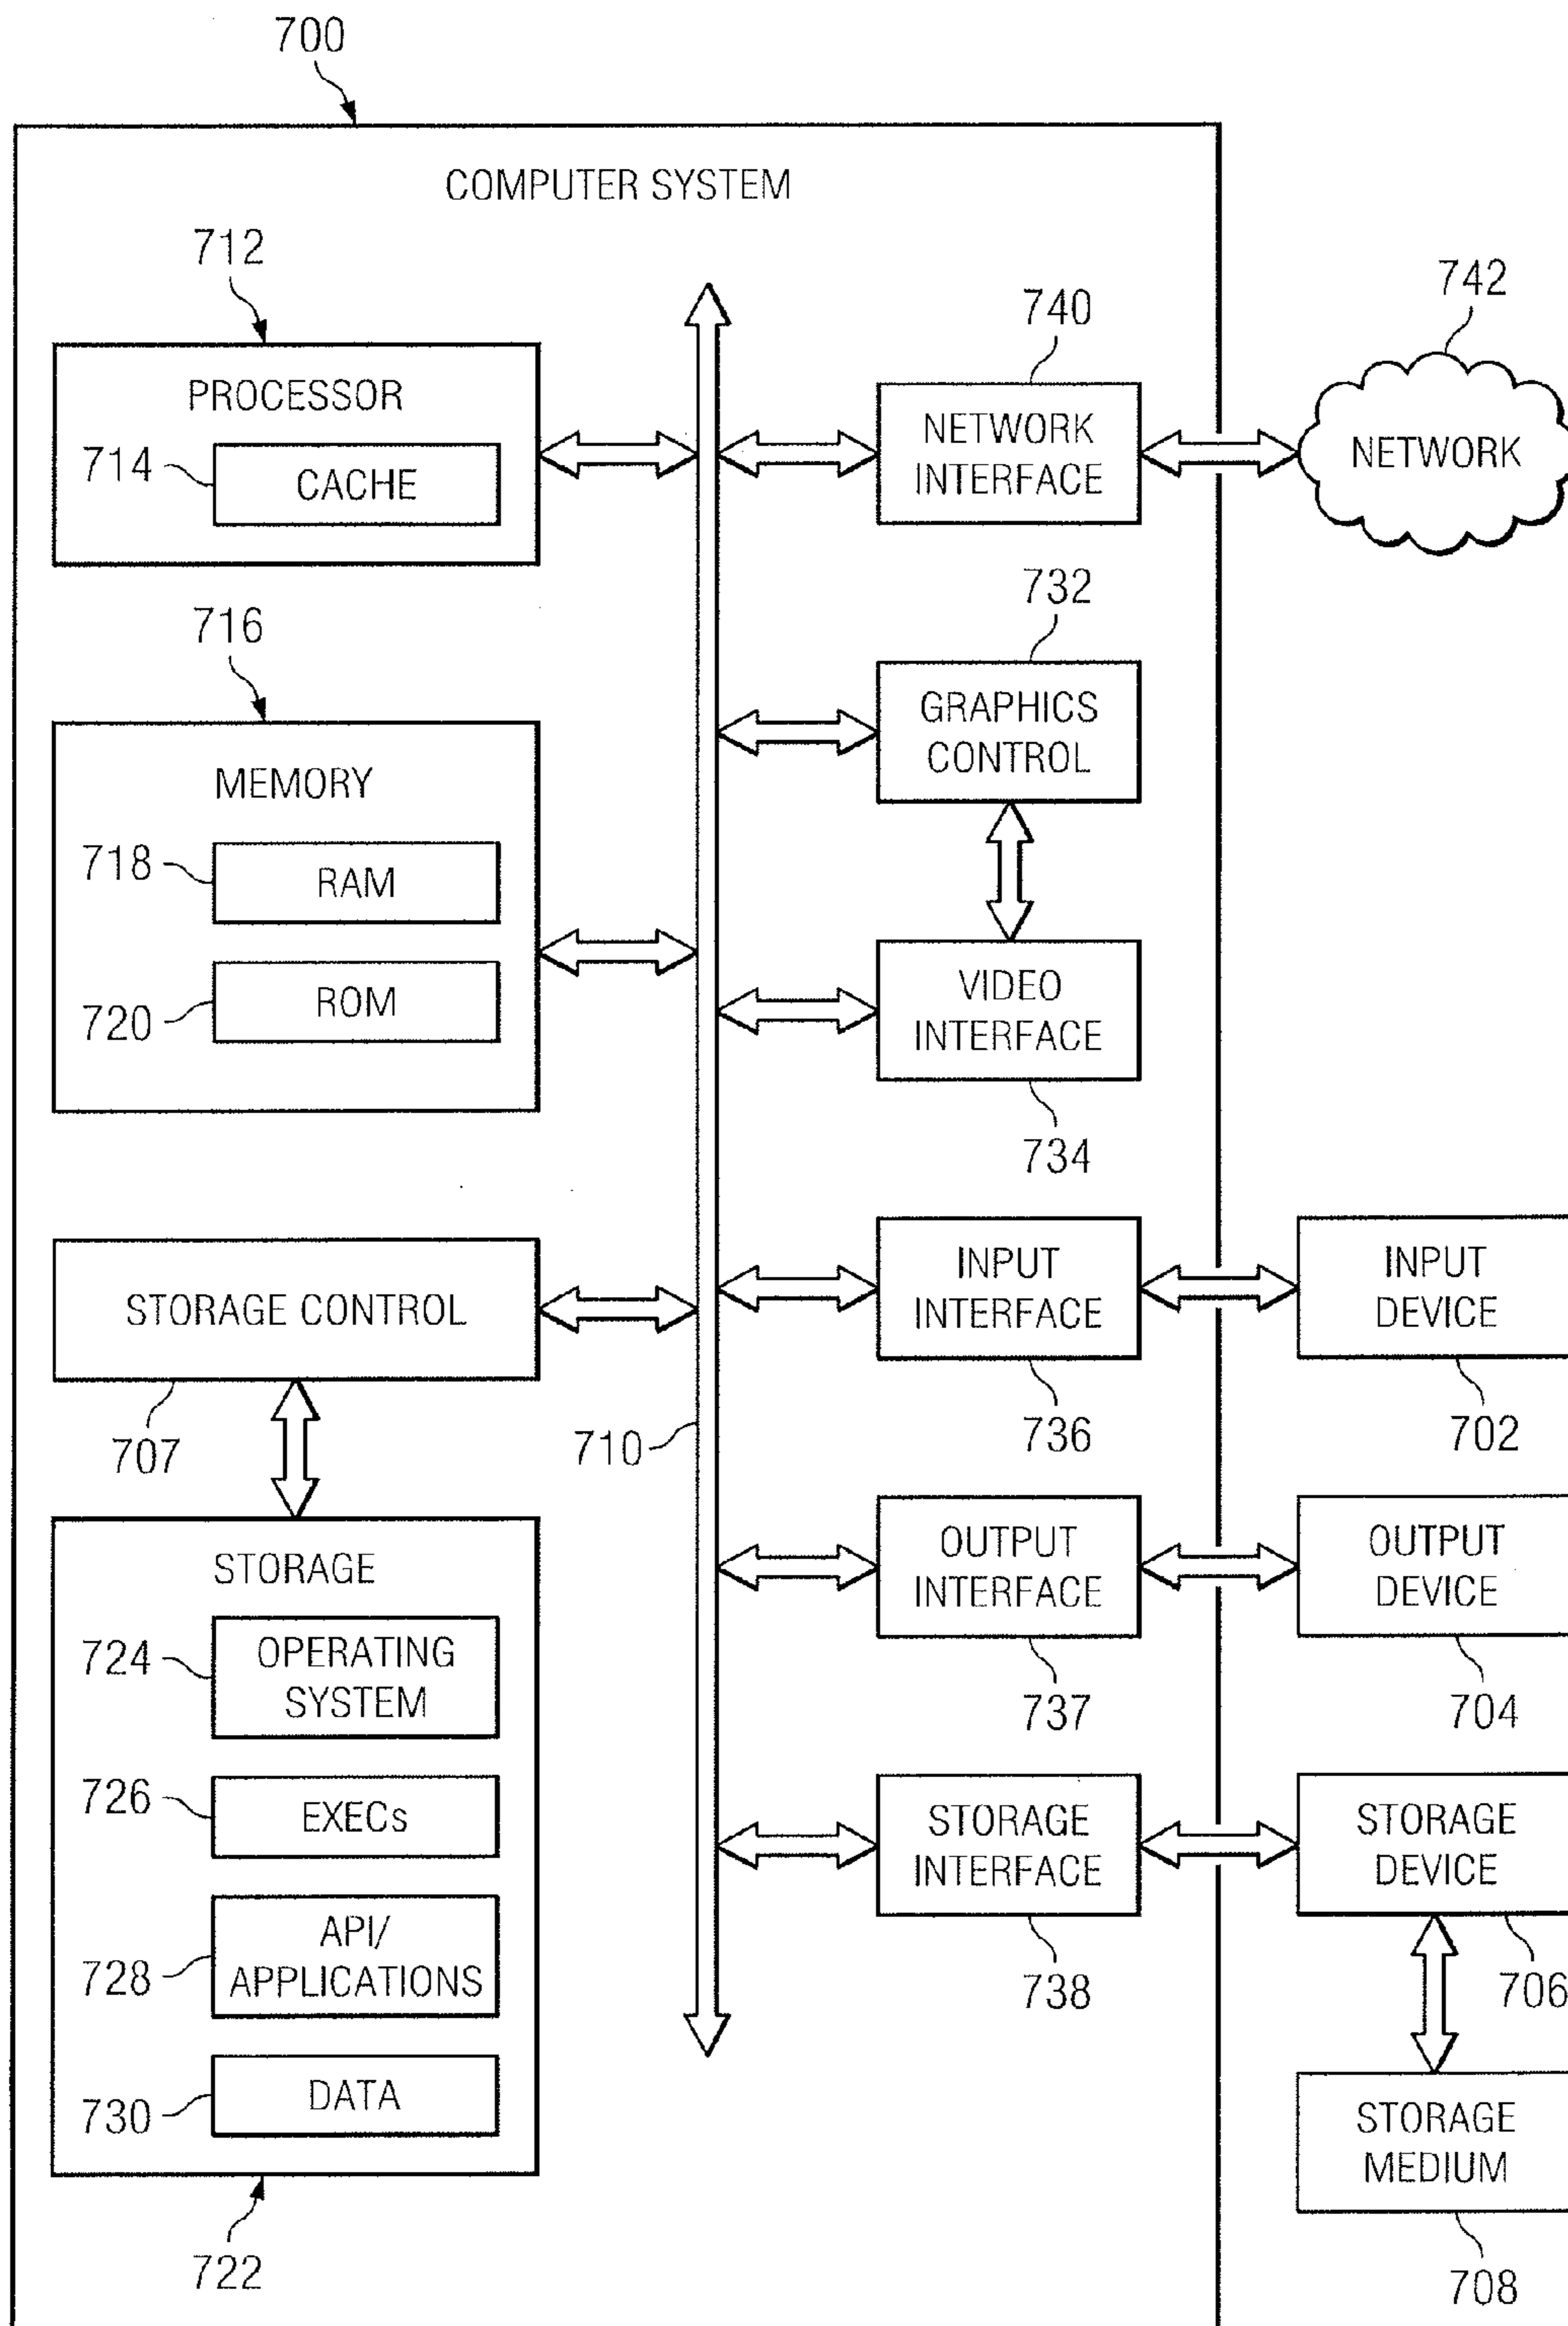 700
COMPUTER SYSTEM
712
PROCESSOR
714
CACHE
716
MEMORY
718
RAM
720
ROM
STORAGE CONTROL
707
STORAGE
724
OPERATING
SYSTEM
726
EXECs
728
API/
APPLICATIONS
730
DATA
722
710
740
NETWORK
INTERFACE
742
NETWORK
732
GRAPHICS
CONTROL
VIDEO
INTERFACE
734
INPUT
INTERFACE
736
INPUT
DEVICE
702
OUTPUT
INTERFACE
737
OUTPUT
DEVICE
704
STORAGE
INTERFACE
738
STORAGE
DEVICE
706
STORAGE
MEDIUM
708